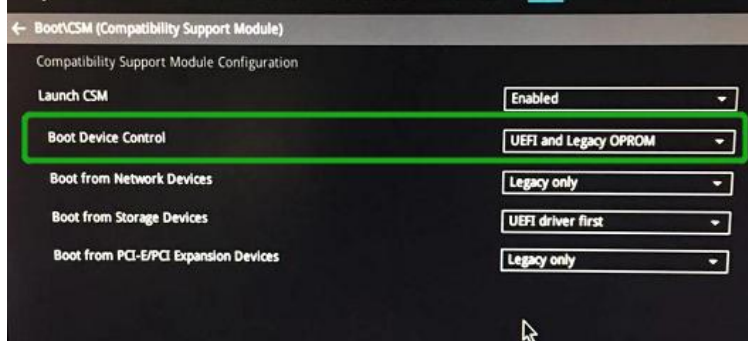 ← Boot\CSM (Compatibility Support Module)
Compatibility Support Module Configuration
Launch CSM Enabled
Boot Device Control UEFI and Legacy OPROM
Boot from Network Devices Legacy only
Boot from Storage Devices UEFI driver first
Boot from PCI-E/PCI Expansion Devices Legacy only